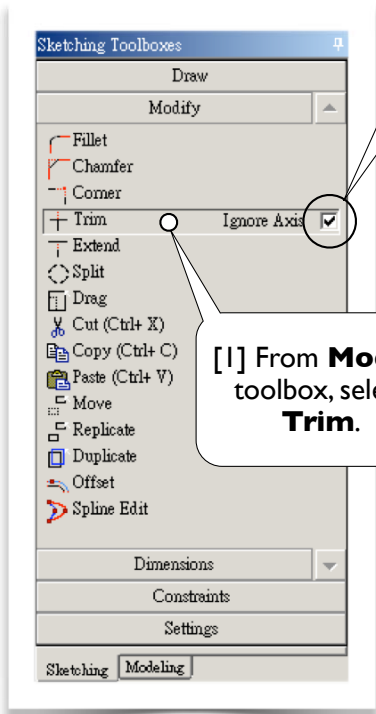 Sketching Toolboxes
Draw
Modify
Fillet
Chamfer
Corner
Trim Ignore Axis
Extend
Split
Drag
Cut (Ctrl+ X)
Copy (Ctrl+ C)
Paste (Ctrl+ V)
Move
Replicate
Duplicate
Offset
Spline Edit
[1] From Mo
toolbox, sele
Trim.
Dimensions
Constraints
Settings
Sketching Modeling